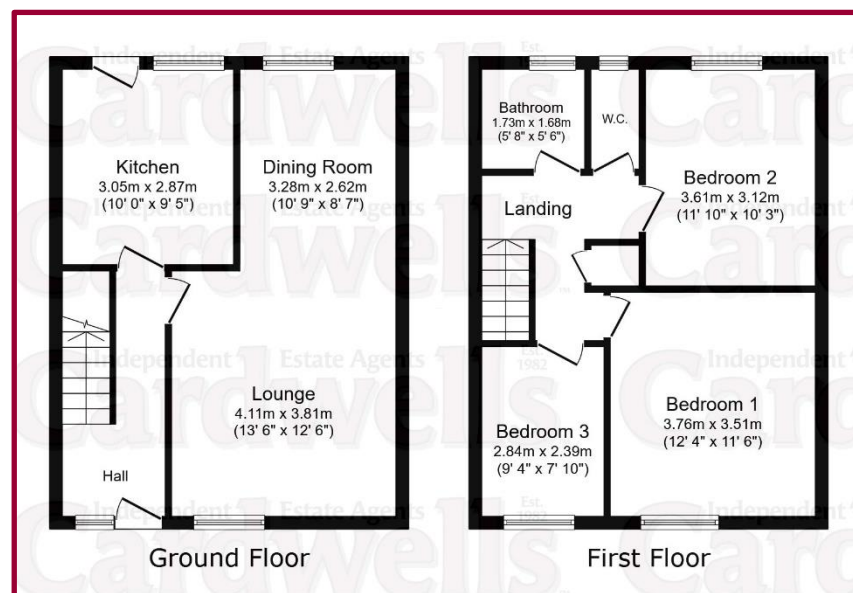 Kitchen
3.05m x 2.87m
(10' 0" x 9' 5")
Dining Room
3.28m x 2.62m
(10' 9" x 8' 7")
Lounge
4.11m x 3.81m
(13' 6" x 12' 6")
Hall
Ground Floor
Bathroom
1.73m x 1.68m
(5' 8" x 5' 6")
W.C.
Bedroom 2
3.61m x 3.12m
(11' 10" x 10' 3")
Landing
Bedroom 1
3.76m x 3.51m
(12' 4" x 11' 6")
Bedroom 3
2.84m x 2.39m
(9' 4" x 7' 10")
First Floor
Independent Estate Agents Est. 1982
Cardwells